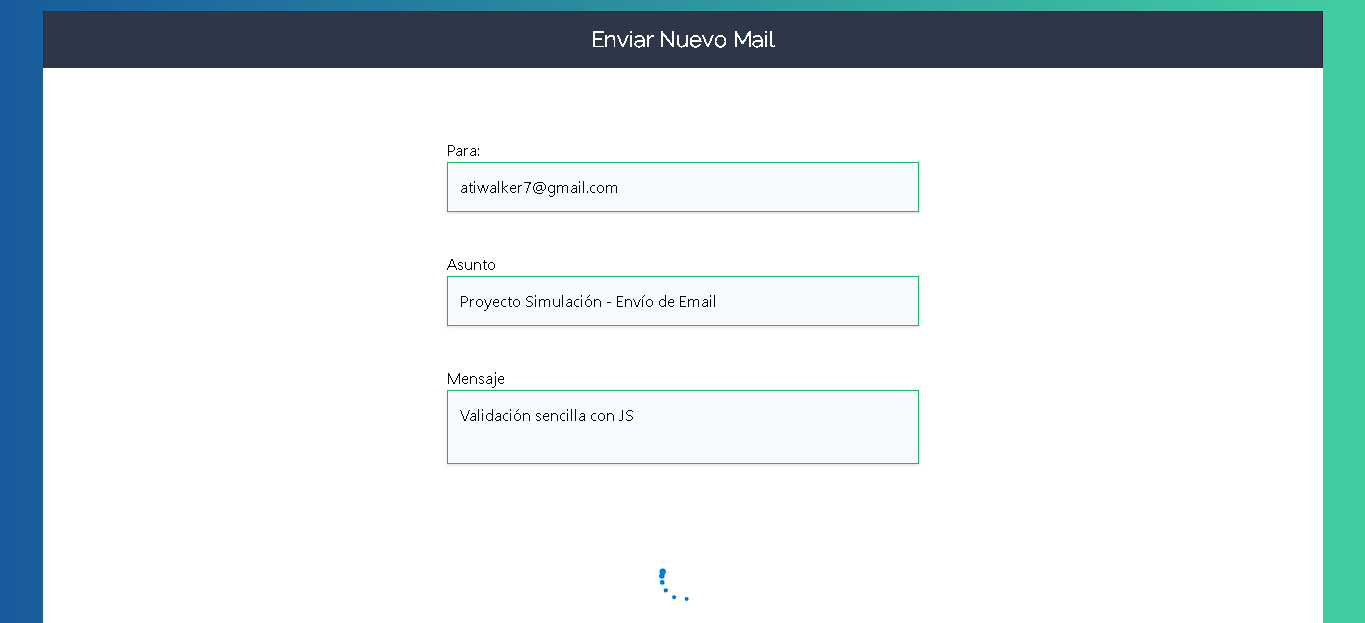 Enviar Nuevo Mail
Para:
atiwalker7@gmail.com
Asunto
Proyecto Simulación - Envío de Email
Mensaje
Validación sencilla con JS